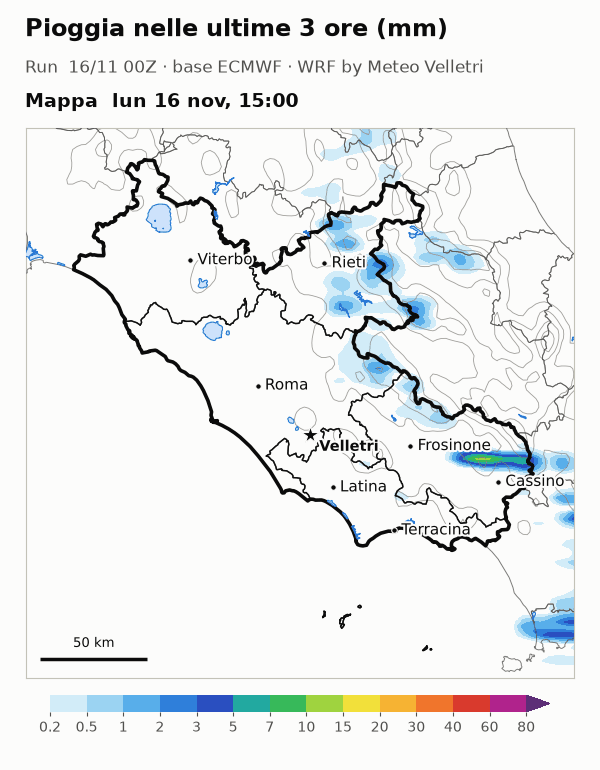 Pioggia nelle ultime 3 ore (mm)
Run  16/11 00Z · base ECMWF · WRF by Meteo Velletri
Mappa  lun 16 nov, 15:00
Viterbo
Rieti
Roma
Velletri
Frosinone
Latina
Cassino
Terracina
50 km
0.2 0.5 1 2 3 5 7 10 15 20 30 40 60 80